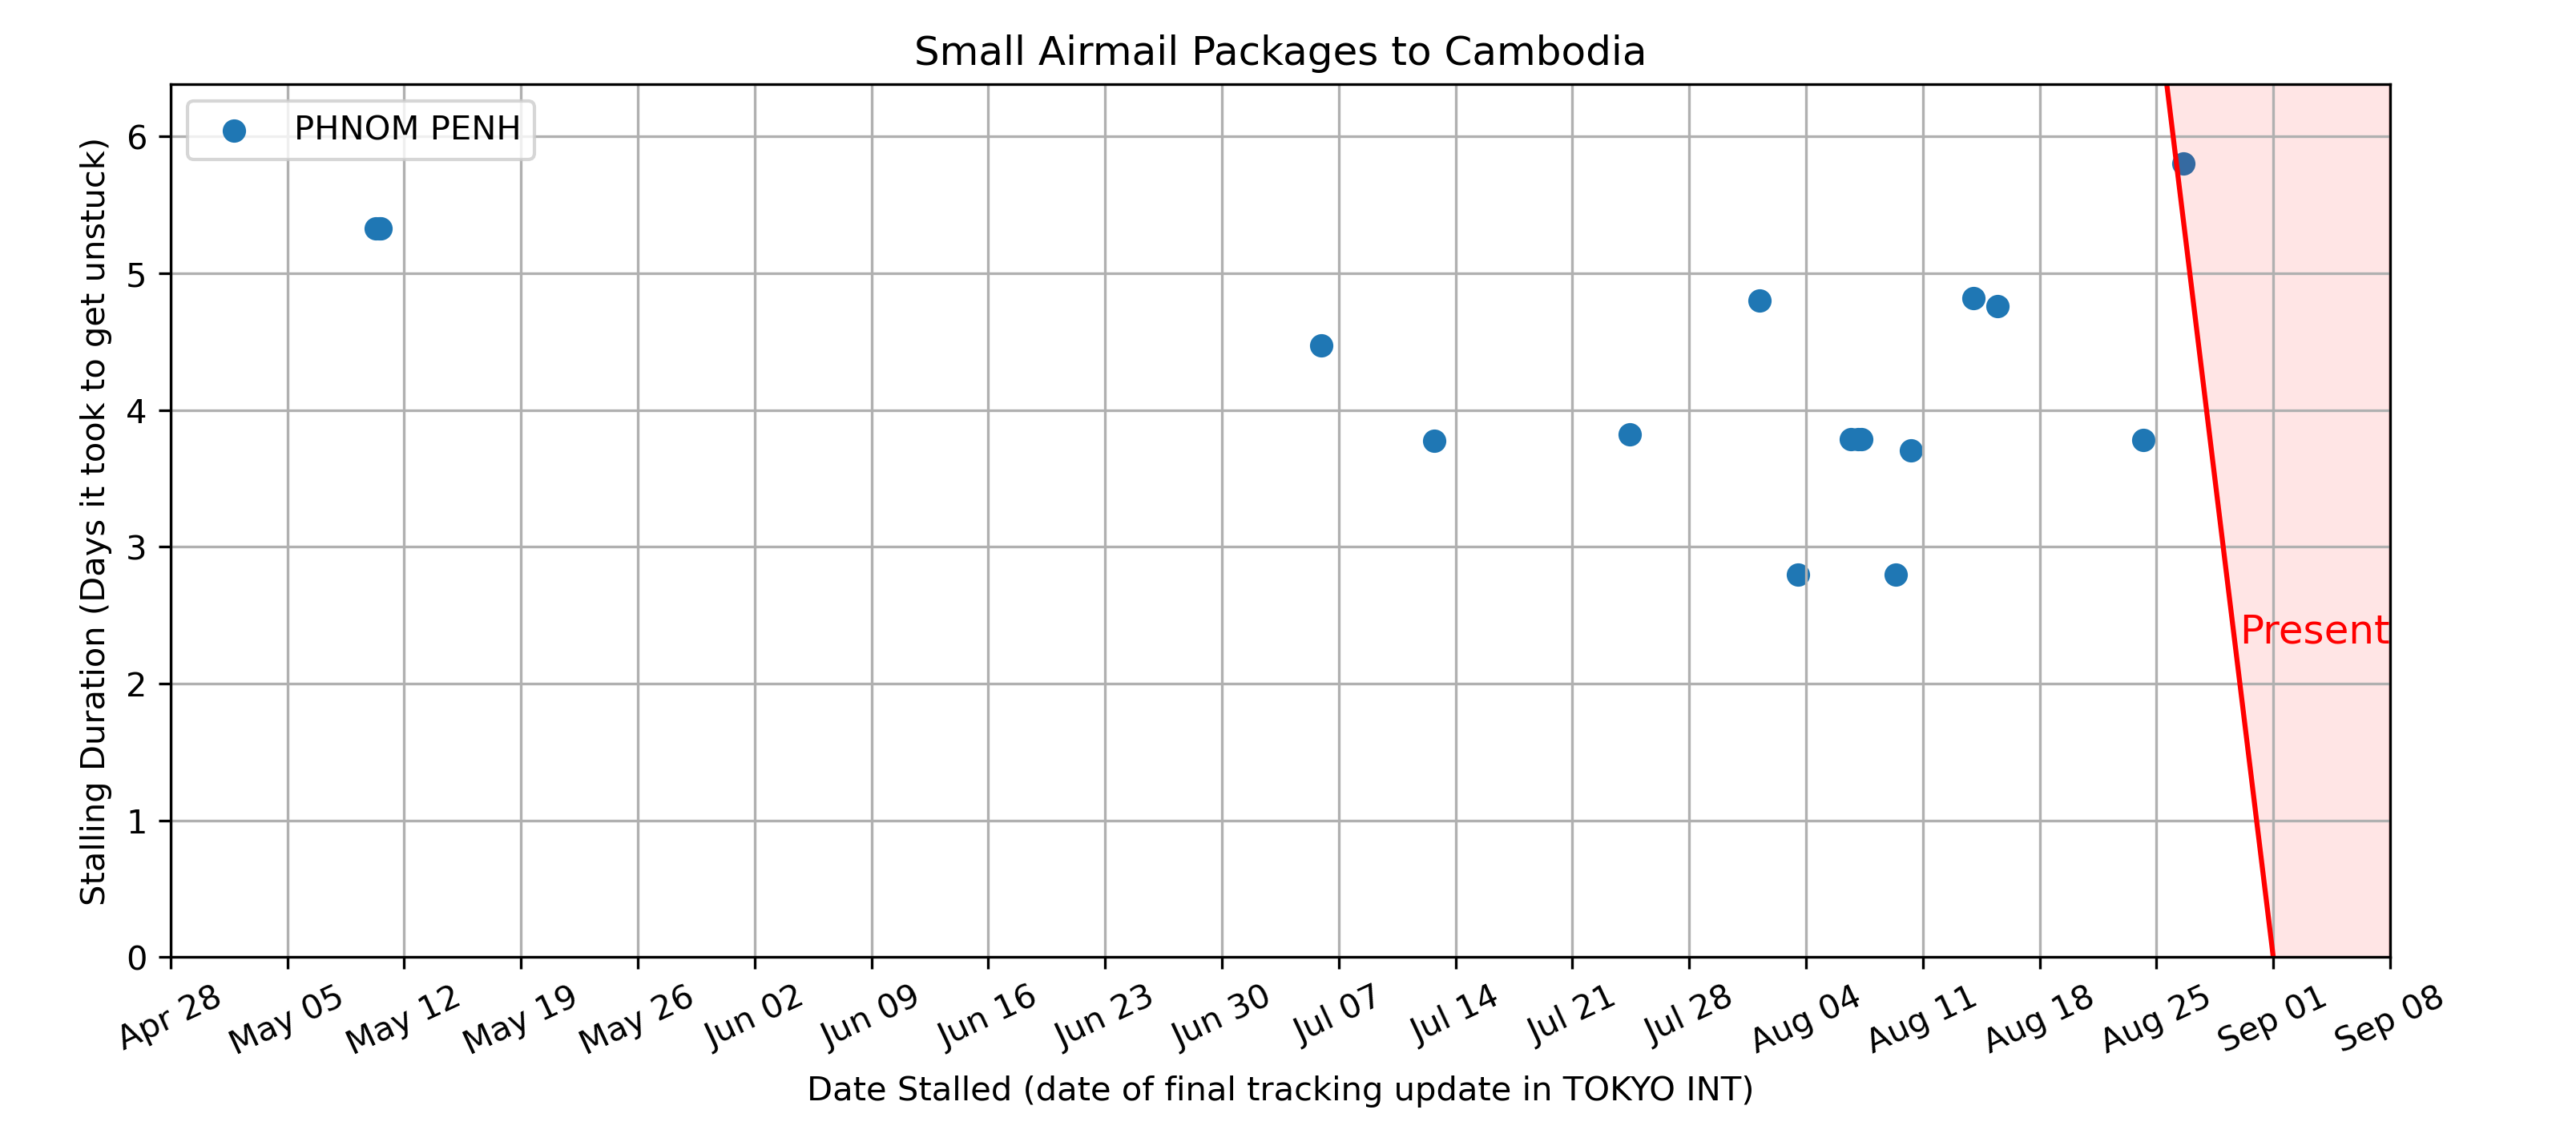 Small Airmail Packages to Cambodia
PHNOM PENH
Stalling Duration (Days it took to get unstuck)
6
5
4
3
2
1
0
Present
Apr 28
May 05
May 12
May 19
May 26
Jun 02
Jun 09
Jun 16
Jun 23
Jun 30
Jul 07
Jul 14
Jul 21
Jul 28
Aug 04
Aug 11
Aug 18
Aug 25
Sep 01
Sep 08
Date Stalled (date of final tracking update in TOKYO INT)